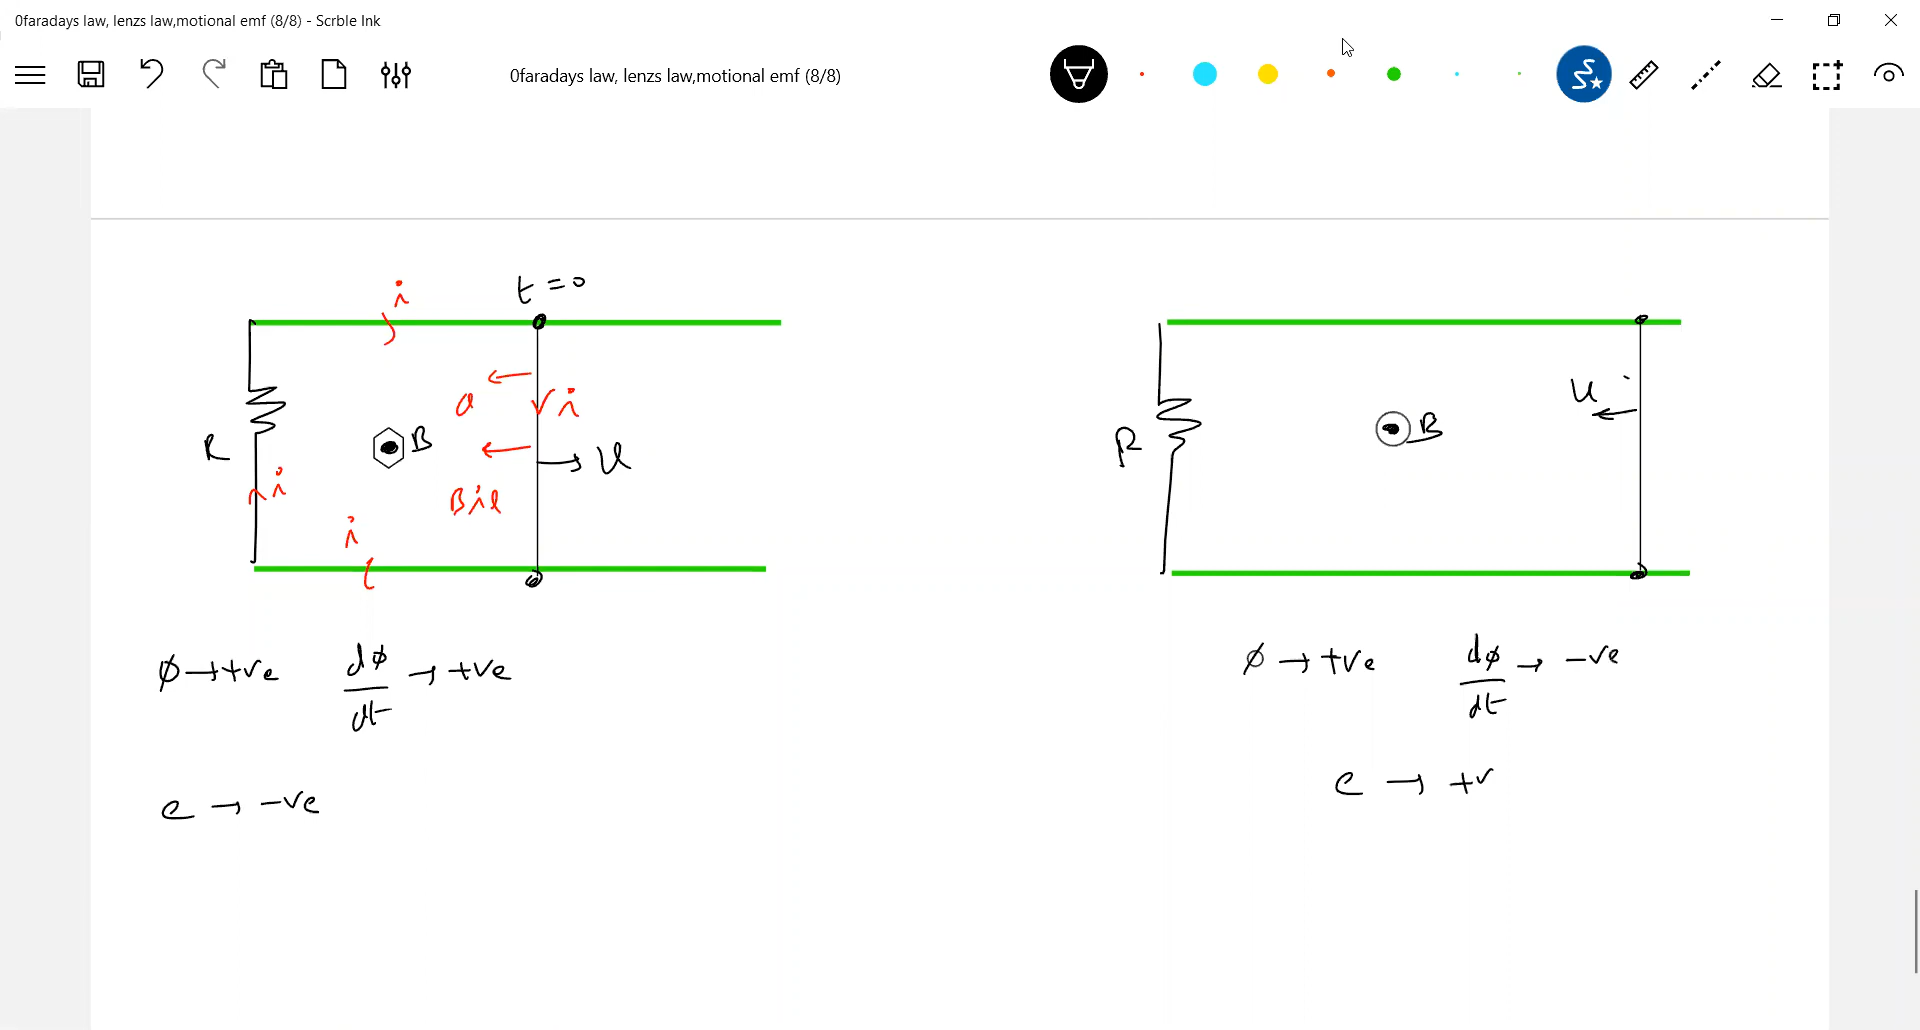 0faradays law, lenzs law,motional emf (8/8) - Scrble Ink
0faradays law, lenzs law,motional emf (8/8)
t = 0
i
a
i
R
B
u
i
Bil
i
ϕ → +ve
dϕ/dt → +ve
e → -ve
R
B
u
ϕ → +ve
dϕ/dt → -ve
e → +v